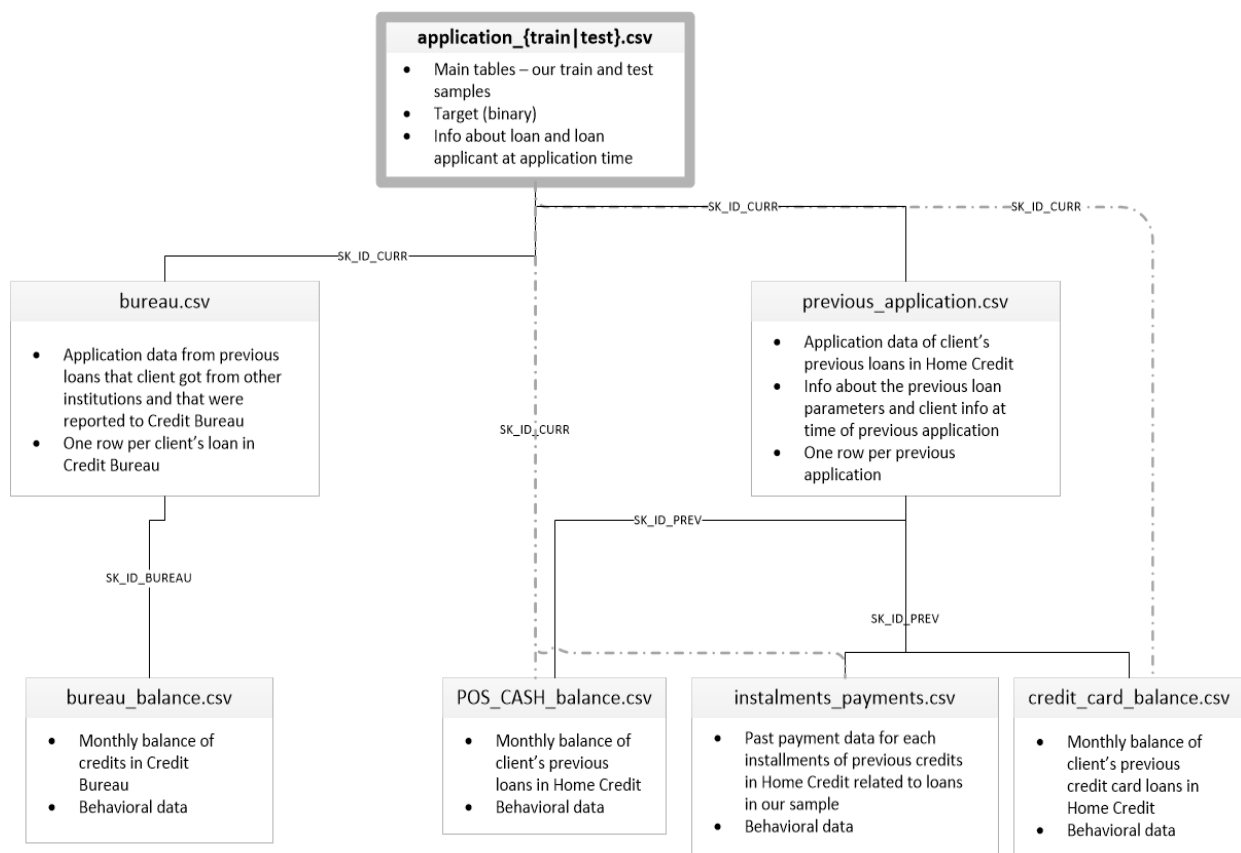 application_{train|test}.csv
• Main tables – our train and test
samples
• Target (binary)
• Info about loan and loan
applicant at application time
SK_ID_CURR
SK_ID_CURR
SK_ID_CURR
bureau.csv
• Application data from previous
loans that client got from other
institutions and that were
reported to Credit Bureau
• One row per client’s loan in
Credit Bureau
previous_application.csv
• Application data of client’s
previous loans in Home Credit
• Info about the previous loan
parameters and client info at
time of previous application
• One row per previous
application
SK_ID_CURR
SK_ID_PREV
SK_ID_BUREAU
SK_ID_PREV
bureau_balance.csv
• Monthly balance of
credits in Credit
Bureau
• Behavioral data
POS_CASH_balance.csv
• Monthly balance of
client’s previous
loans in Home Credit
• Behavioral data
instalments_payments.csv
• Past payment data for each
installments of previous credits
in Home Credit related to loans
in our sample
• Behavioral data
credit_card_balance.csv
• Monthly balance of
client’s previous
credit card loans in
Home Credit
• Behavioral data